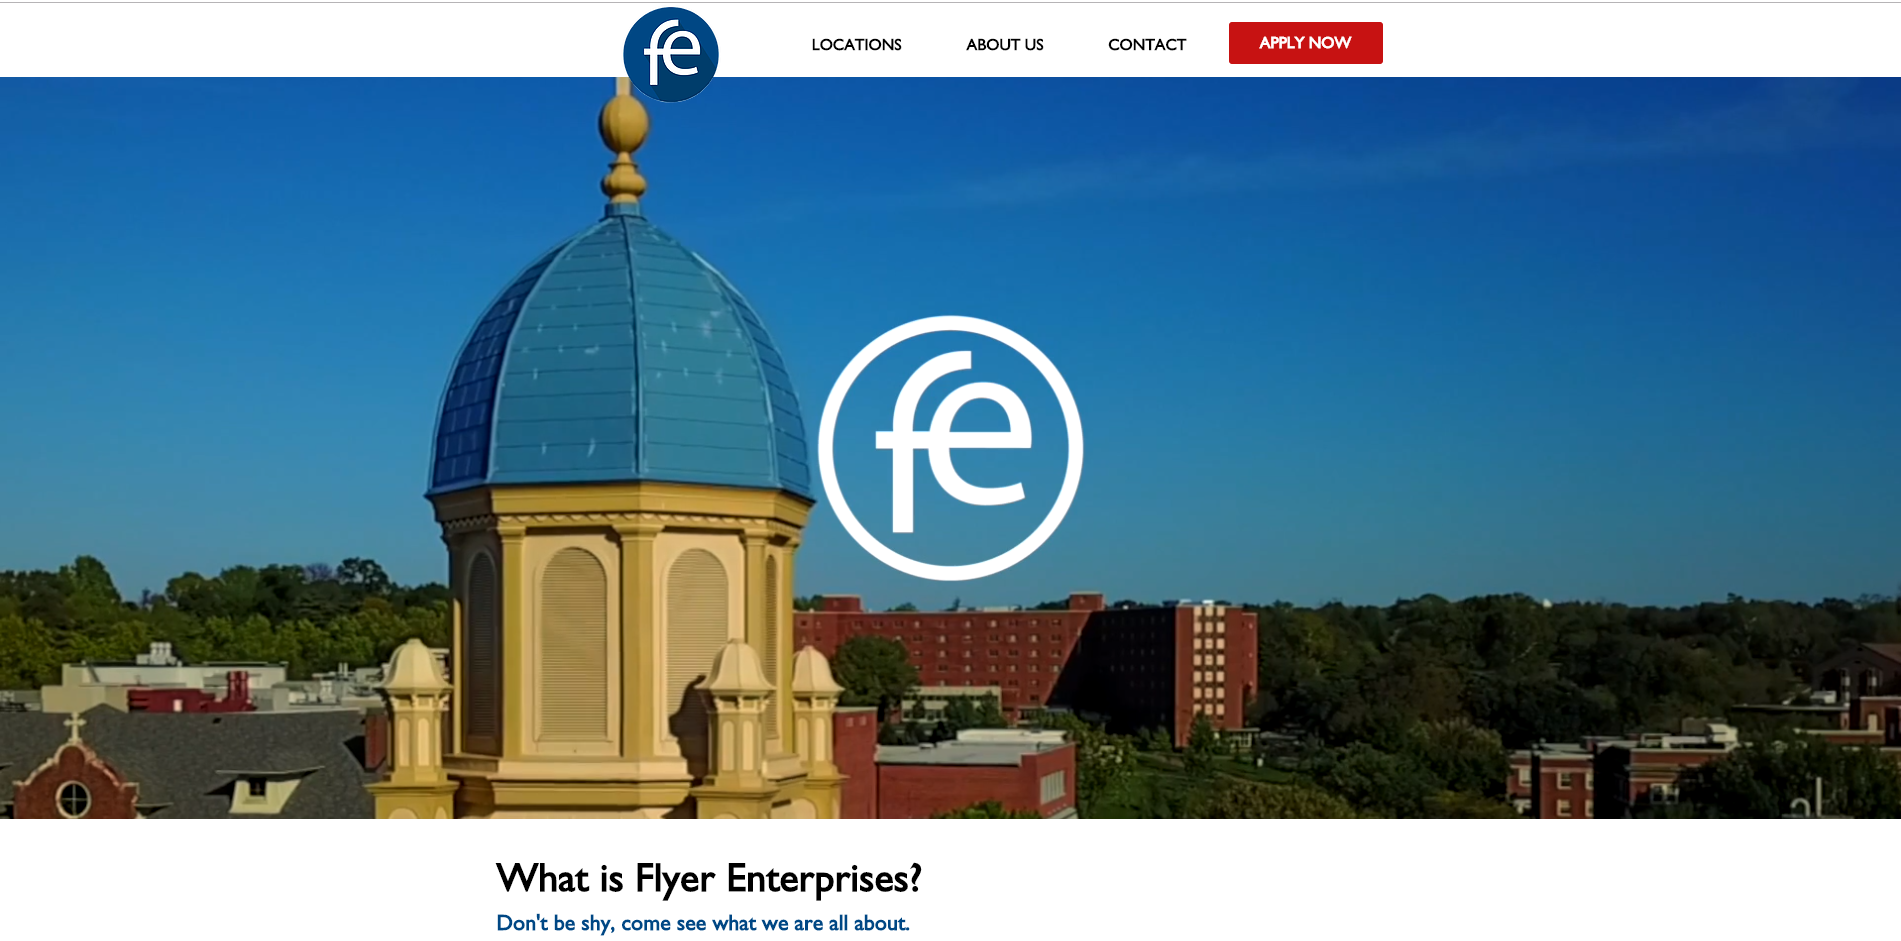 fe
LOCATIONS
ABOUT US
CONTACT
APPLY NOW
fe
What is Flyer Enterprises?
Don't be shy, come see what we are all about.